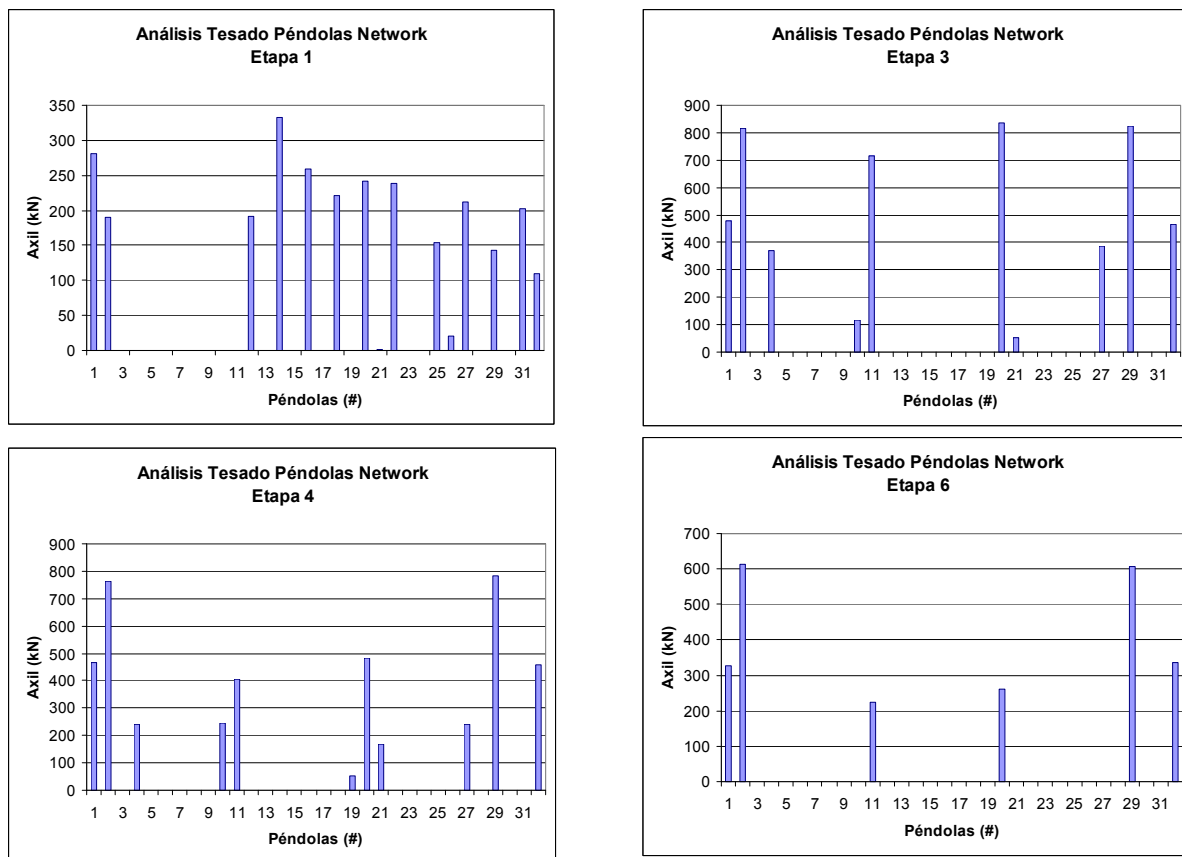 Análisis Tesado Péndolas Network
Etapa 1
350
300
250
200
150
100
50
0
Axil (kN)
1 3 5 7 9 11 13 15 17 19 21 23 25 27 29 31
Péndolas (#)
Análisis Tesado Péndolas Network
Etapa 3
900
800
700
600
500
400
300
200
100
0
Axil (kN)
1 3 5 7 9 11 13 15 17 19 21 23 25 27 29 31
Péndolas (#)
Análisis Tesado Péndolas Network
Etapa 4
900
800
700
600
500
400
300
200
100
0
Axil (kN)
1 3 5 7 9 11 13 15 17 19 21 23 25 27 29 31
Péndolas (#)
Análisis Tesado Péndolas Network
Etapa 6
700
600
500
400
300
200
100
0
Axil (kN)
1 3 5 7 9 11 13 15 17 19 21 23 25 27 29 31
Péndolas (#)